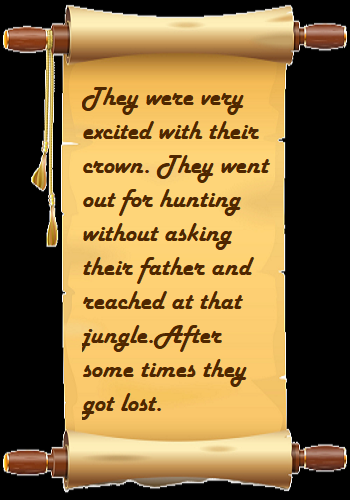 They were very
excited with their
crown. They went
out for hunting
without asking
their father and
reached at that
jungle.After
some times they
got lost.